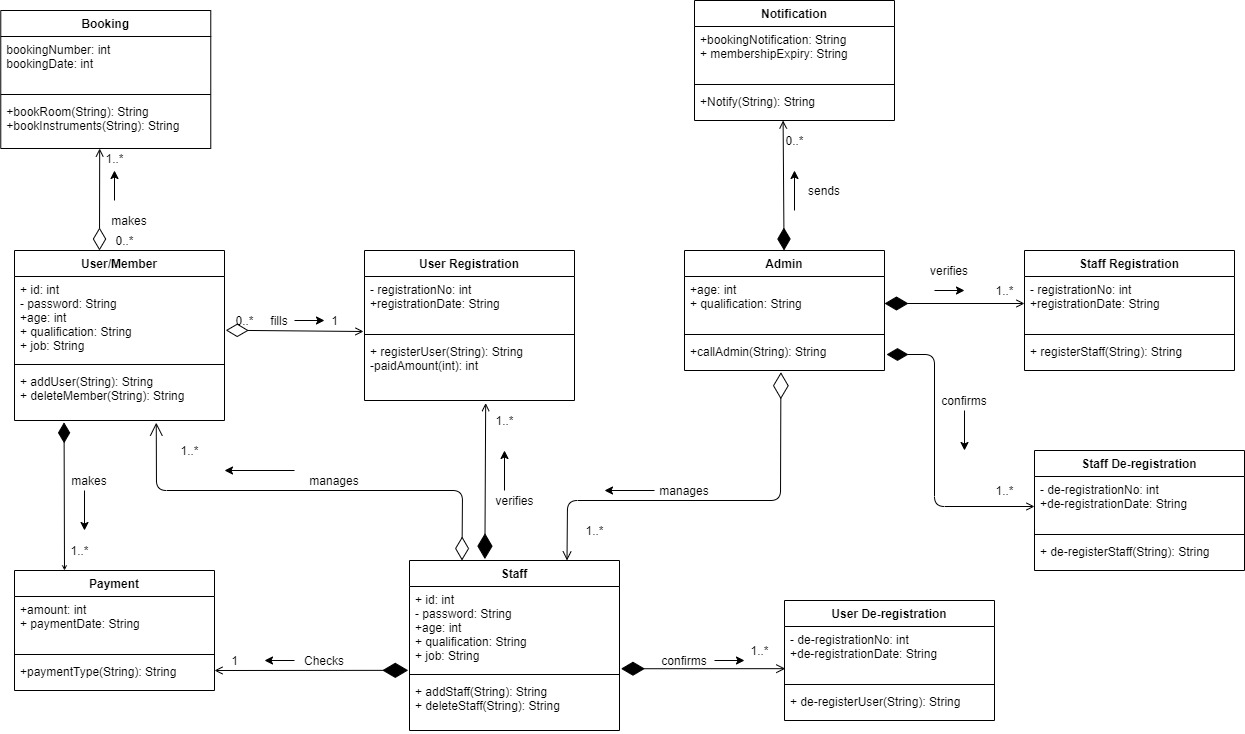 Booking
bookingNumber: int
bookingDate: int
+bookRoom(String): String
+bookInstruments(String): String
1..*
makes
0..*
Notification
+bookingNotification: String
+ membershipExpiry: String
+Notify(String): String
0..*
sends
User/Member
+ id: int
- password: String
+age: int
+ qualification: String
+ job: String
+ addUser(String): String
+ deleteMember(String): String
0..*
fills
1
User Registration
- registrationNo: int
+registrationDate: String
+ registerUser(String): String
-paidAmount(int): int
Admin
+age: int
+ qualification: String
+callAdmin(String): String
verifies
1..*
Staff Registration
- registrationNo: int
+registrationDate: String
+ registerStaff(String): String
confirms
1..*
Staff De-registration
- de-registrationNo: int
+de-registrationDate: String
+ de-registerStaff(String): String
1..*
manages
1..*
verifies
manages
1..*
makes
1..*
Payment
+amount: int
+ paymentDate: String
+paymentType(String): String
1
Checks
Staff
+ id: int
- password: String
+age: int
+ qualification: String
+ job: String
+ addStaff(String): String
+ deleteStaff(String): String
confirms
1..*
User De-registration
- de-registrationNo: int
+de-registrationDate: String
+ de-registerUser(String): String